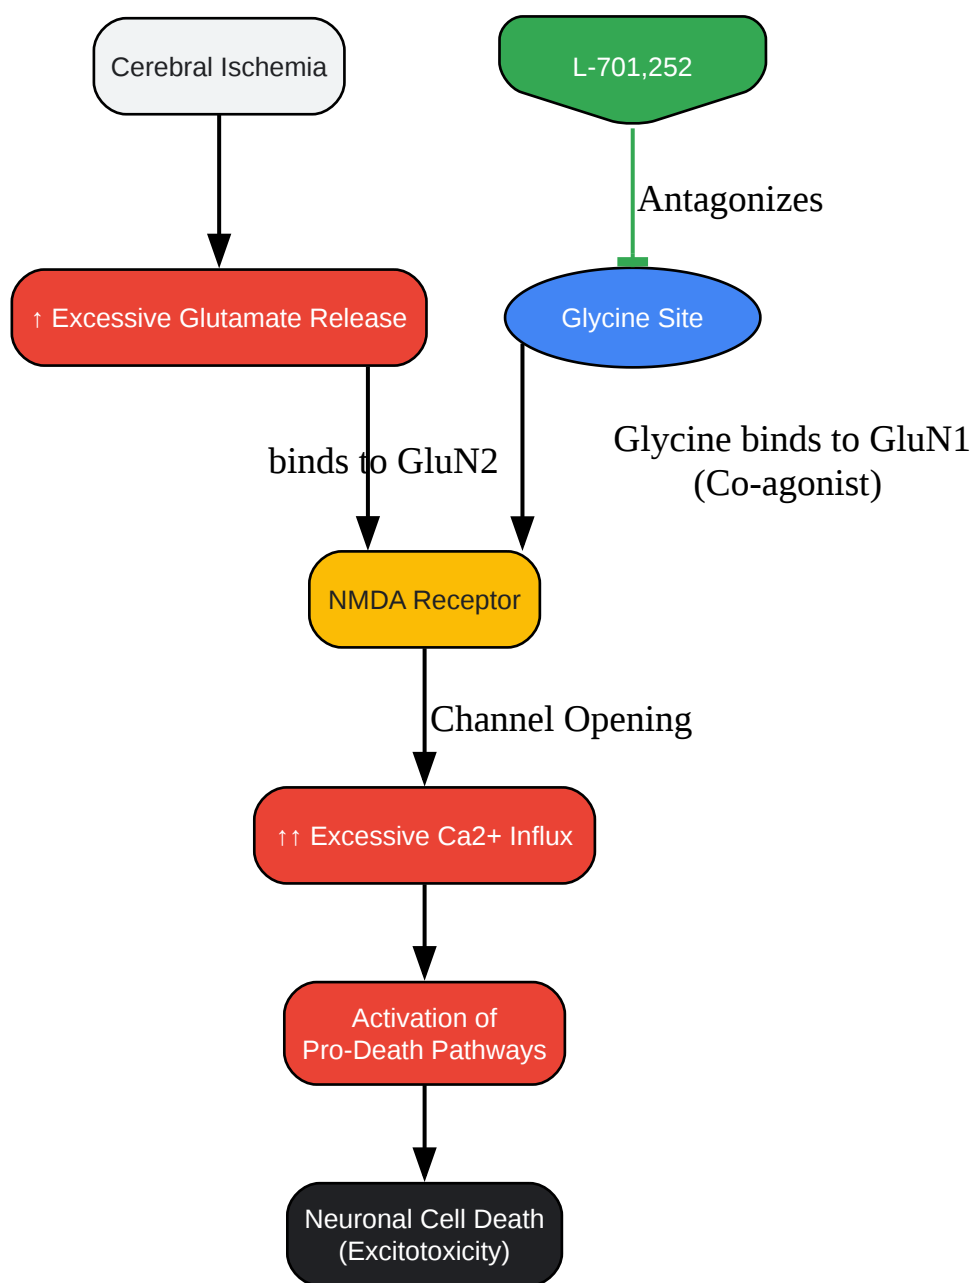 Cerebral Ischemia
L-701,252
Antagonizes
↑ Excessive Glutamate Release
Glycine Site
binds to GluN2
Glycine binds to GluN1
(Co-agonist)
NMDA Receptor
Channel Opening
↑↑ Excessive Ca2+ Influx
Activation of
Pro-Death Pathways
Neuronal Cell Death
(Excitotoxicity)